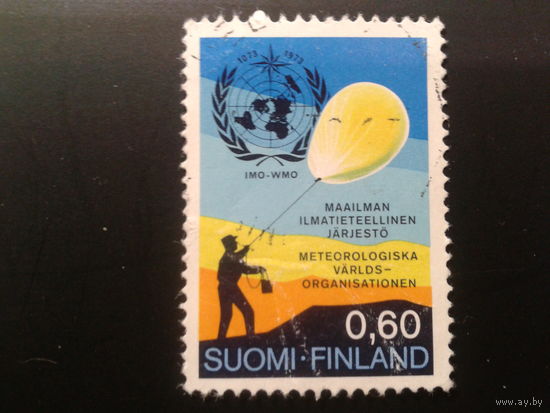 1873 1973
IMO-WMO
MAAILMAN
ILMATIETEELLINEN
JÄRJESTÖ
METEOROLOGISKA
VÄRLDS-
ORGANISATIONEN
0,60
SUOMI·FINLAND
www.ay.by